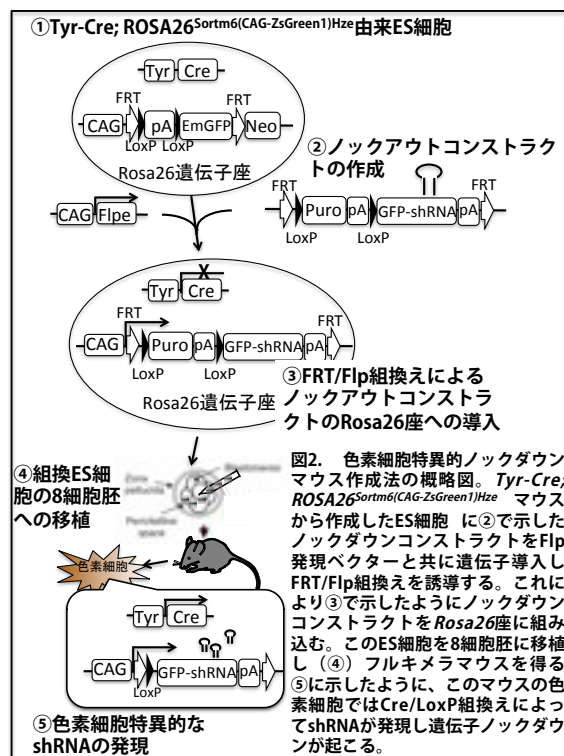 ①Tyr-Cre; ROSA26Sortm6(CAG-ZsGreen1)Hze由来ES細胞
Tyr Cre
FRT FRT
CAG pA EmGFP Neo
LoxP LoxP
Rosa26遺伝子座
②ノックアウトコンストラク
トの作成
CAG Flpe
FRT FRT
Puro pA GFP-shRNA pA
LoxP LoxP
X
Tyr Cre
FRT FRT
CAG Puro pA GFP-shRNA pA
LoxP LoxP
Rosa26遺伝子座
③FRT/Flp組換えによる
ノックアウトコンストラ
クトのRosa26座への導入
④組換ES細
胞の8細胞胚
への移植
Zona
pellucida
Perivitelline
space
色素細胞
Tyr Cre
CAG GFP-shRNA pA
LoxP
⑤色素細胞特異的な
shRNAの発現
図2. 色素細胞特異的ノックダウン
マウス作成法の概略図。Tyr-Cre;
ROSA26Sortm6(CAG-ZsGreen1)Hze マウス
から作成したES細胞 に②で示した
ノックダウンコンストラクトをFlp
発現ベクターと共に遺伝子導入し
FRT/Flp組換えを誘導する。これに
より③で示したようにノックダウン
コンストラクトをRosa26座に組み
込む。このES細胞を8細胞胚に移植
し（④）フルキメラマウスを得る
⑤に示したように、このマウスの色
素細胞ではCre/LoxP組換えによっ
てshRNAが発現し遺伝子ノックダウ
ンが起こる。